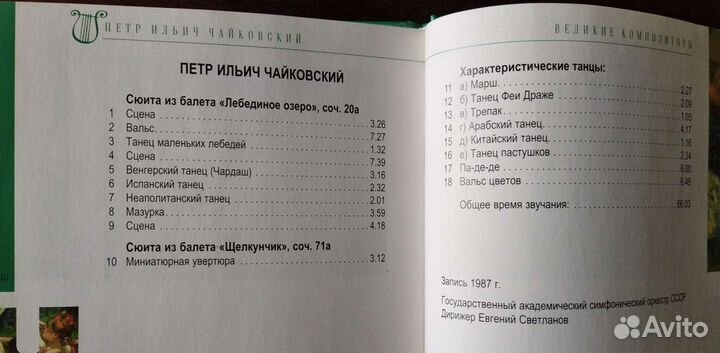 ПЕТР ИЛЬИЧ ЧАЙКОВСКИЙ
ПЕТР ИЛЬИЧ ЧАЙКОВСКИЙ
Сюита из балета «Лебединое озеро», соч. 20а
1 Сцена 3.26
2 Вальс 7.27
3 Танец маленьких лебедей 1.32
4 Сцена 7.39
5 Венгерский танец (Чардаш) 3.16
6 Испанский танец 2.32
7 Неаполитанский танец 2.01
8 Мазурка 3.59
9 Сцена 4.18
Сюита из балета «Щелкунчик», соч. 71а
10 Миниатюрная увертюра 3.12
40
ВЕЛИКИЕ КОМПОЗИТОРЫ
Характеристические танцы:
11 а) Марш 2.27
12 б) Танец Феи Драже 2.09
13 в) Трепак 1.05
14 г) Арабский танец 4.17
15 д) Китайский танец 1.16
16 е) Танец пастушков 2.34
17 Па-де-де 6.00
18 Вальс цветов 6.45
Общее время звучания: 66.03
Запись 1987 г.
Государственный академический симфонический оркестр СССР
Дирижер Евгений Светланов
Avito